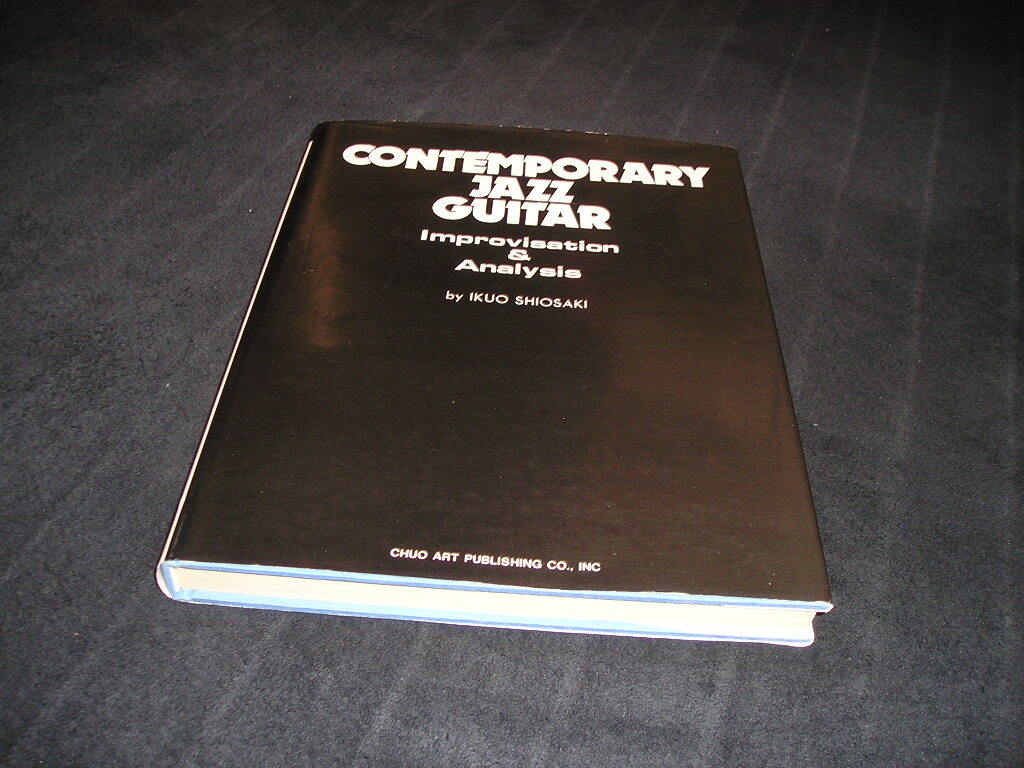 CONTEMPORARY
JAZZ
GUITAR
Improvisation
&
Analysis
by IKUO SHIOSAKI
CHUO ART PUBLISHING CO., INC